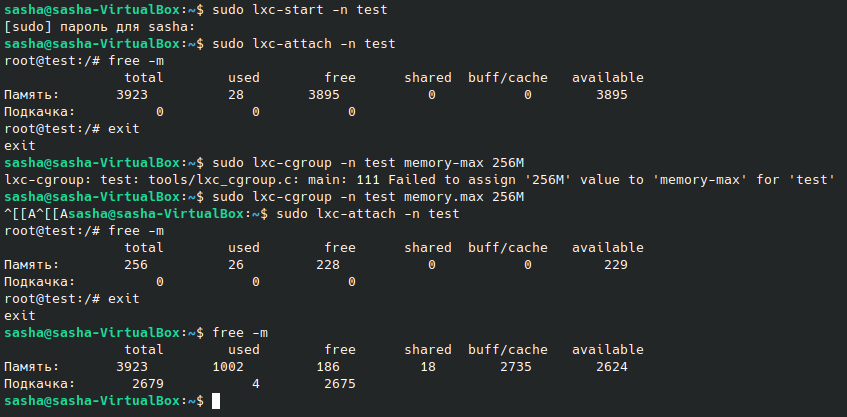 sasha@sasha-VirtualBox:~$ sudo lxc-start -n test
[sudo] пароль для sasha:
sasha@sasha-VirtualBox:~$ sudo lxc-attach -n test
root@test:/# free -m
               total        used        free      shared  buff/cache   available
Память:        3923          28        3895           0           0        3895
Подкачка:          0           0           0
root@test:/# exit
exit
sasha@sasha-VirtualBox:~$ sudo lxc-cgroup -n test memory-max 256M
lxc-cgroup: test: tools/lxc_cgroup.c: main: 111 Failed to assign '256M' value to 'memory-max' for 'test'
sasha@sasha-VirtualBox:~$ sudo lxc-cgroup -n test memory.max 256M
^[[A^[[Asasha@sasha-VirtualBox:~$ sudo lxc-attach -n test
root@test:/# free -m
               total        used        free      shared  buff/cache   available
Память:         256          26         228           0           0         229
Подкачка:          0           0           0
root@test:/# exit
exit
sasha@sasha-VirtualBox:~$ free -m
               total        used        free      shared  buff/cache   available
Память:        3923        1002         186          18        2735        2624
Подкачка:       2679           4        2675
sasha@sasha-VirtualBox:~$